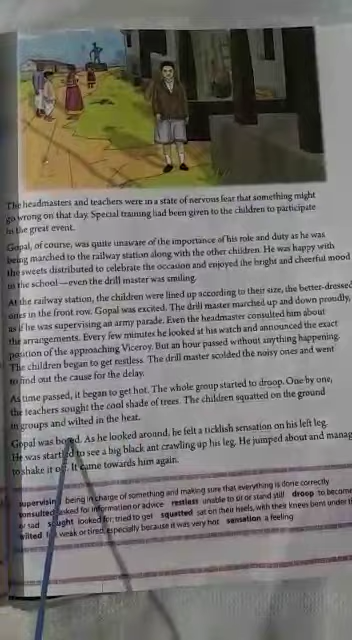 The headmasters and teachers were in a state of nervous fear that something might
go wrong on that day. Special training had been given to the children to participate
in the great event.
Gopal, of course, was quite unaware of the importance of his role and duty as he was
being marched to the railway station along with the other children. He was happy with
the sweets distributed to celebrate the occasion and enjoyed the bright and cheerful mood
in the school—even the drill master was smiling.
At the railway station, the children were lined up according to their size, the better-dressed
ones in the front row. Gopal was excited. The drill master marched up and down proudly,
as if he was supervising an army parade. Even the headmaster consulted him about
the arrangements. Every few minutes he looked at his watch and announced the exact
position of the approaching Viceroy. But an hour passed without anything happening.
The children began to get restless. The drill master scolded the noisy ones and went
to find out the cause for the delay.
As time passed, it began to get hot. The whole group started to droop. One by one,
the teachers sought the cool shade of trees. The children squatted on the ground
in groups and wilted in the heat.
Gopal was bored. As he looked around, he felt a ticklish sensation on his left leg.
He was startled to see a big black ant crawling up his leg. He jumped about and manag
to shake it off. It came towards him again.
supervising being in charge of something and making sure that everything is done correctly
consulted asked for information or advice restless unable to sit or stand still droop to become
or sad sought looked for; tried to get squatted sat on their heels, with their knees bent under th
wilted weak or tired, especially because it was very hot sensation a feeling